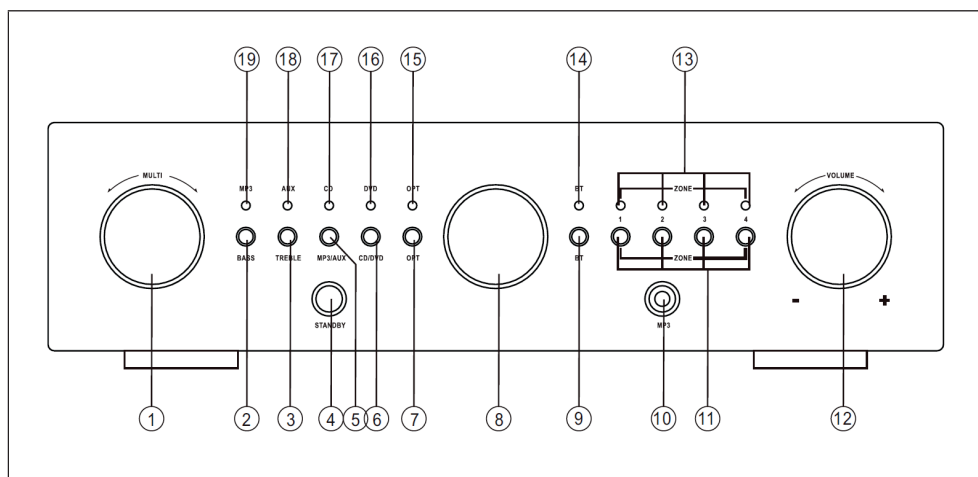 19 18 17 16 15 14 13
MULTI
MP3 AUX CD DVD OPT
BT
ZONE
VOLUME
1 2 3 4
BASS TREBLE MP3/AUX CD/DVD OPT
BT
ZONE
STANDBY
MP3
- +
1 2 3 4 5 6 7 8 9 10 11 12